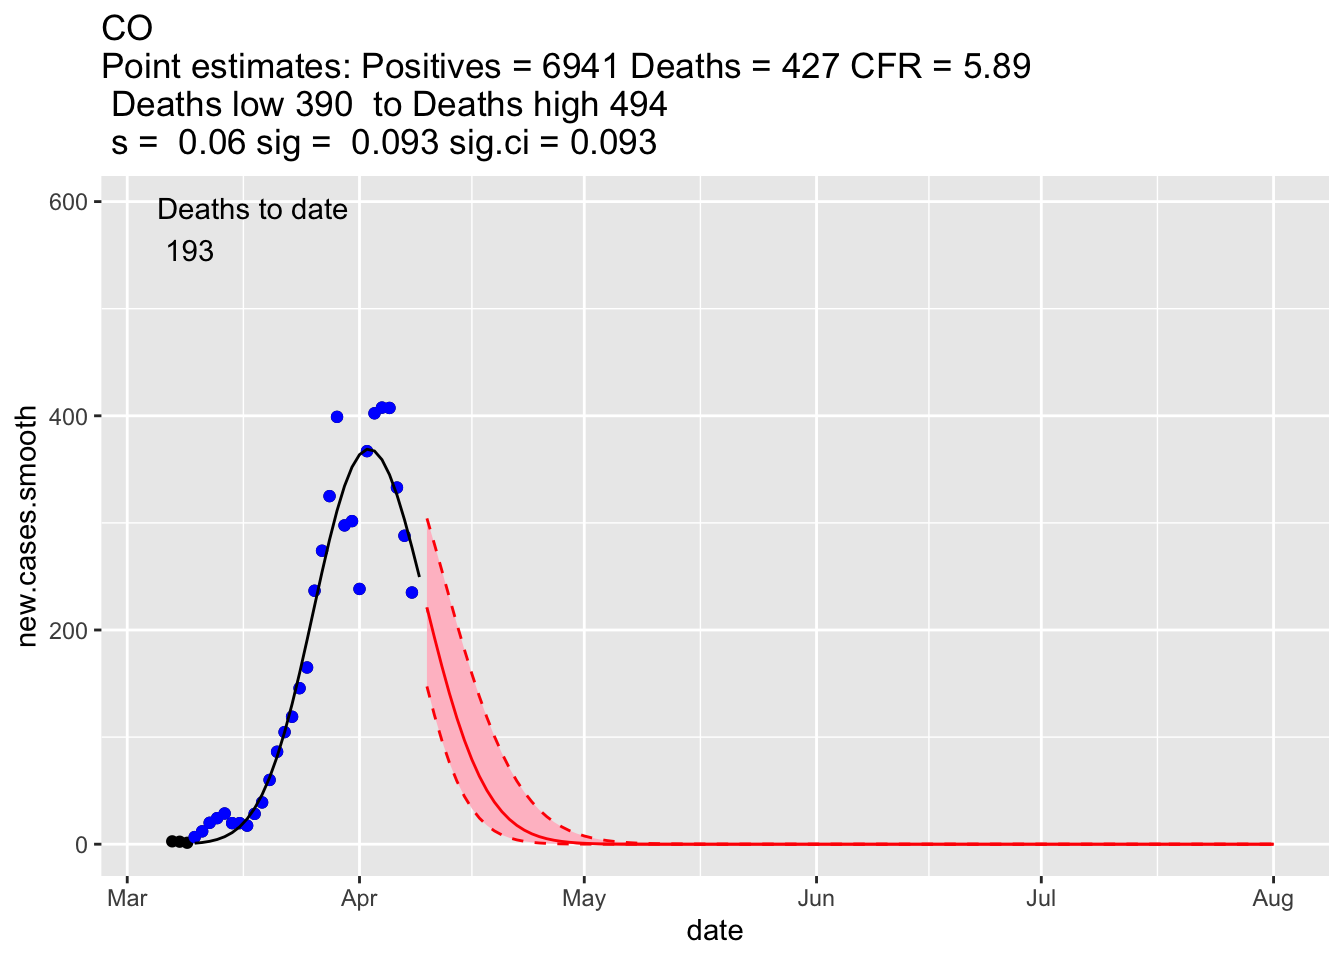 CO
Point estimates: Positives = 6941 Deaths = 427 CFR = 5.89
Deaths low 390  to Deaths high 494
s =  0.06 sig =  0.093 sig.ci = 0.093
600
Deaths to date
193
400
new.cases.smooth
200
0
Mar
Apr
May
Jun
Jul
Aug
date